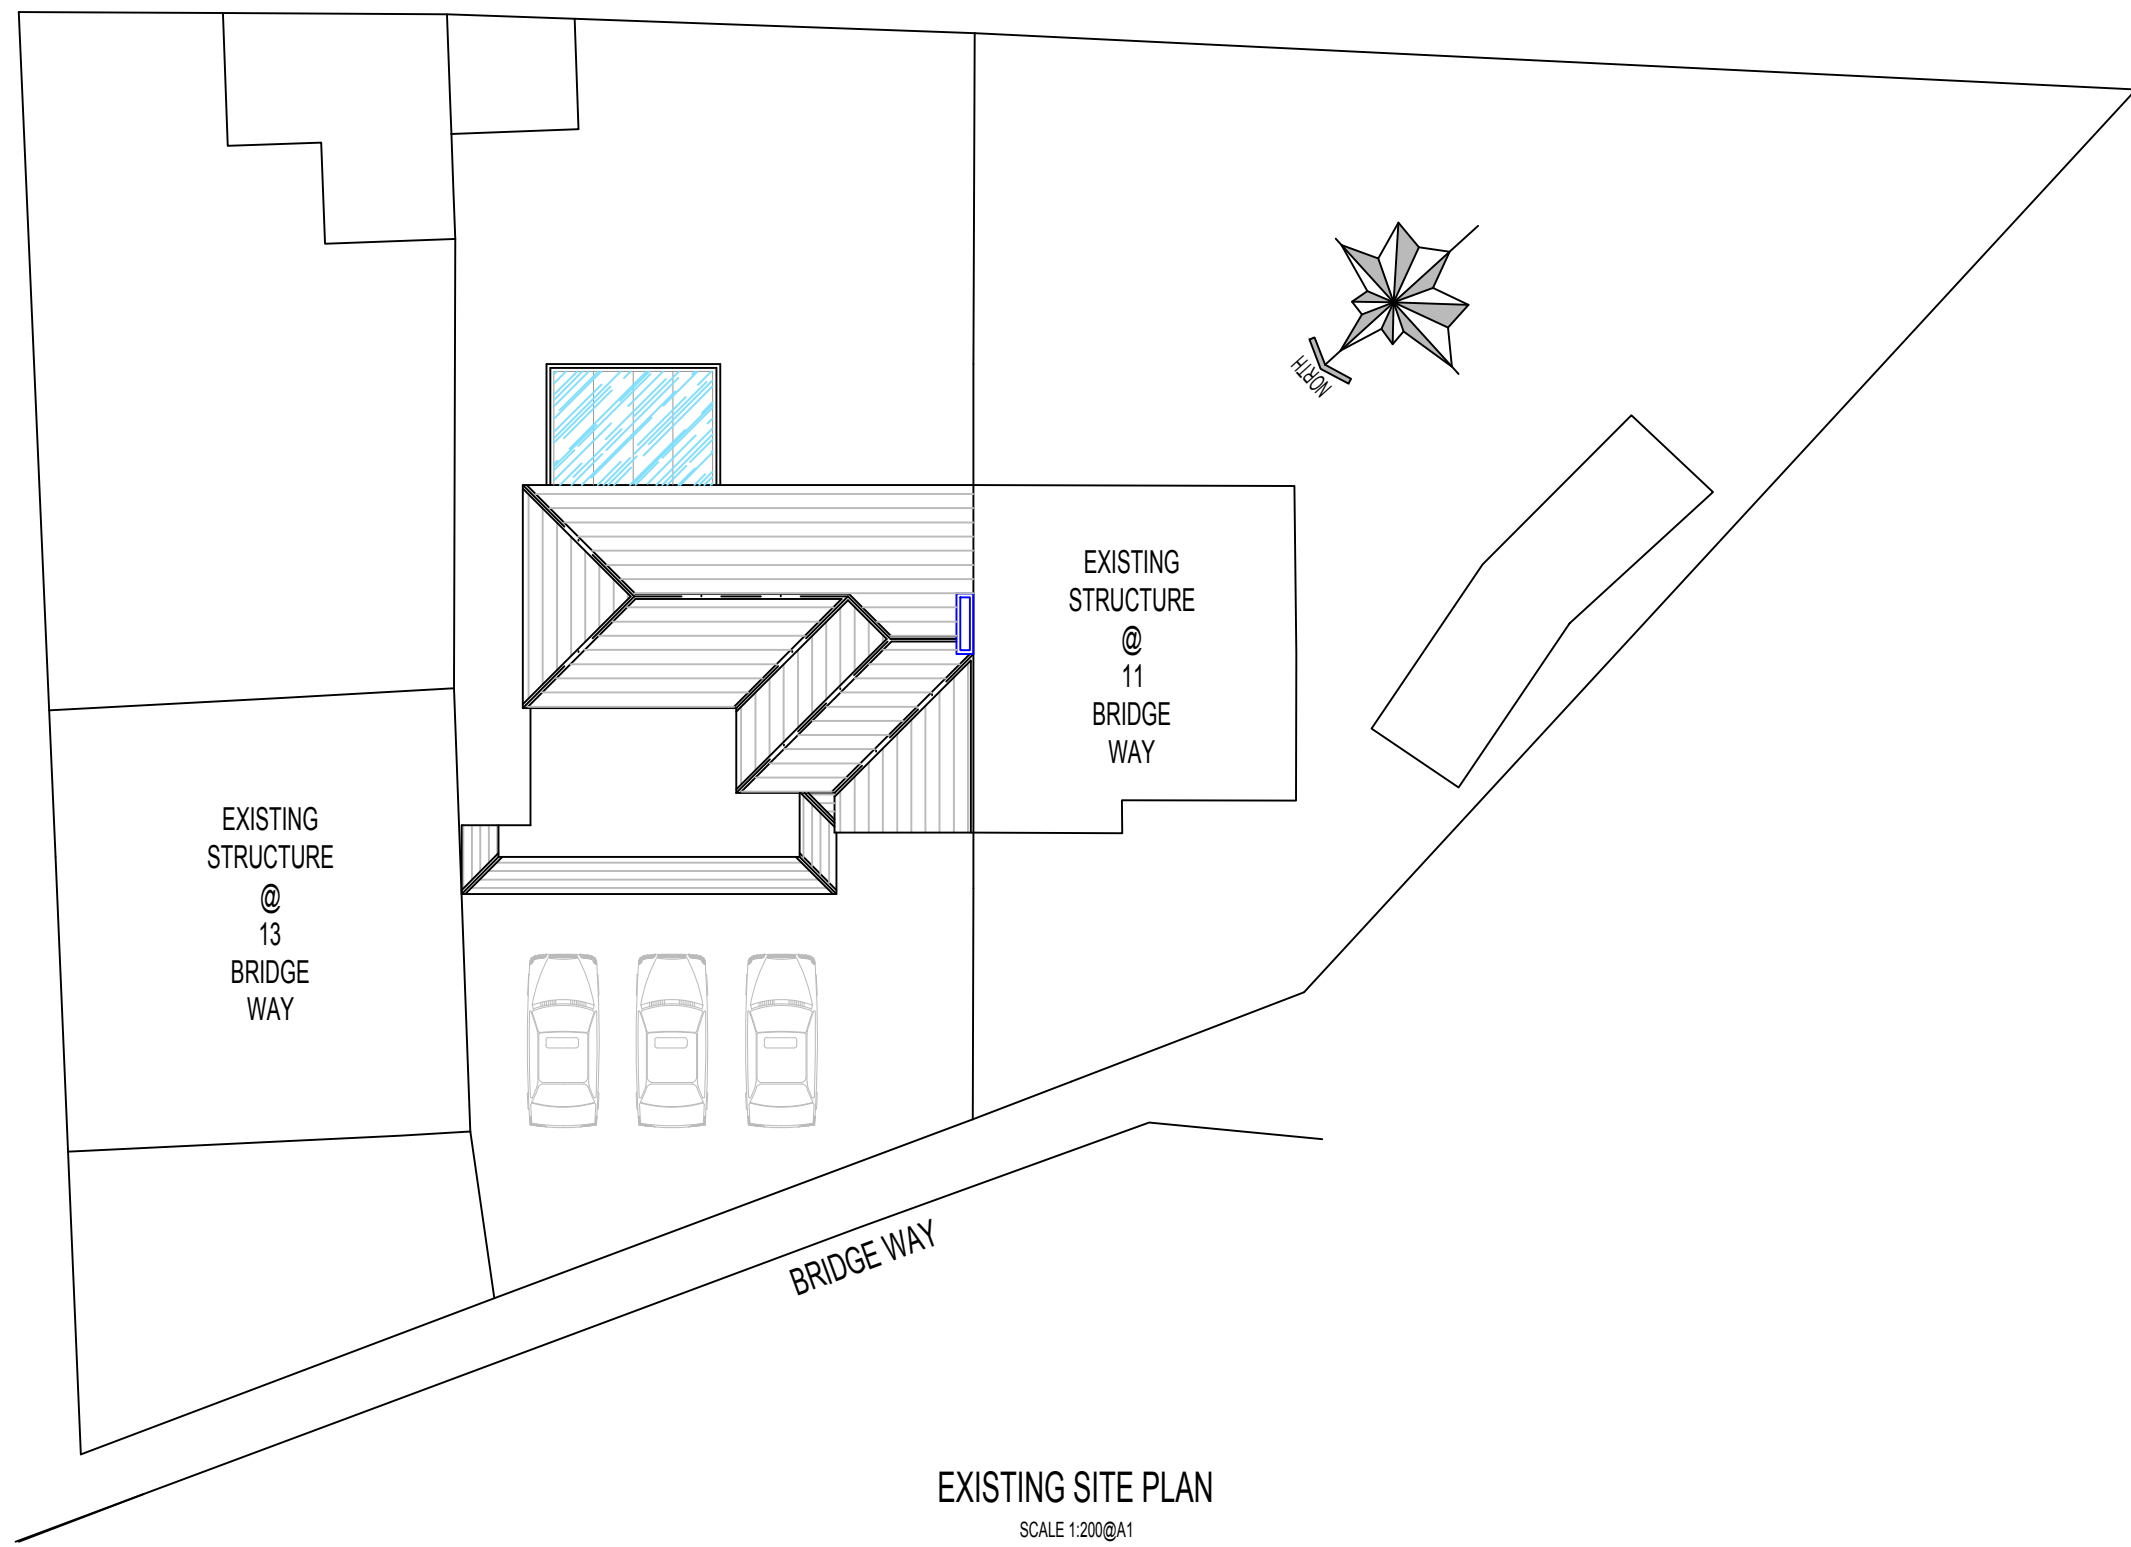 NORTH
EXISTING
STRUCTURE
@
11
BRIDGE
WAY
EXISTING
STRUCTURE
@
13
BRIDGE
WAY
BRIDGE WAY
EXISTING SITE PLAN
SCALE 1:200@A1